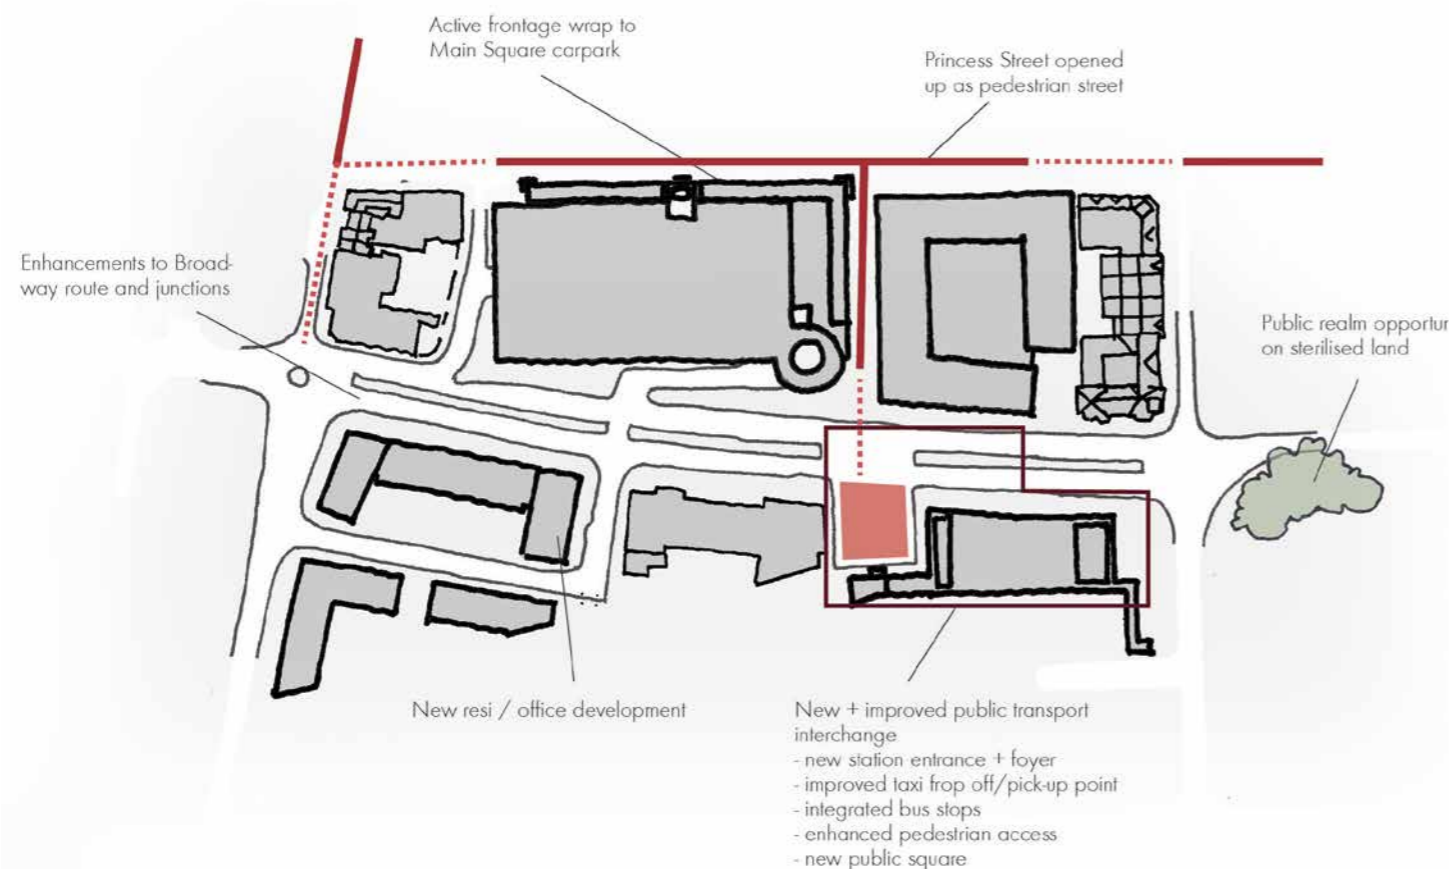 Active frontage wrap to
Main Square carpark
Princess Street opened
up as pedestrian street
Enhancements to Broad-
way route and junctions
Public realm opportur
on sterilised land
New resi / office development
New + improved public transport
interchange
- new station entrance + foyer
- improved taxi frop off/pick-up point
- integrated bus stops
- enhanced pedestrian access
- new public square